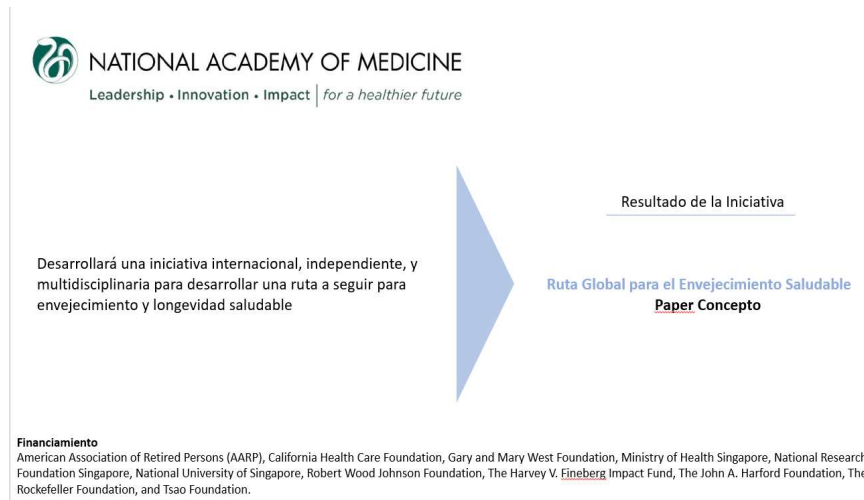 NATIONAL ACADEMY OF MEDICINE
Leadership • Innovation • Impact | for a healthier future
Resultado de la Iniciativa
Desarrollará una iniciativa internacional, independiente, y
multidisciplinaria para desarrollar una ruta a seguir para
envejecimiento y longevidad saludable
Ruta Global para el Envejecimiento Saludable
Paper Concepto
Financiamiento
American Association of Retired Persons (AARP), California Health Care Foundation, Gary and Mary West Foundation, Ministry of Health Singapore, National Research
Foundation Singapore, National University of Singapore, Robert Wood Johnson Foundation, The Harvey V. Fineberg Impact Fund, The John A. Harford Foundation, The
Rockefeller Foundation, and Tsao Foundation.